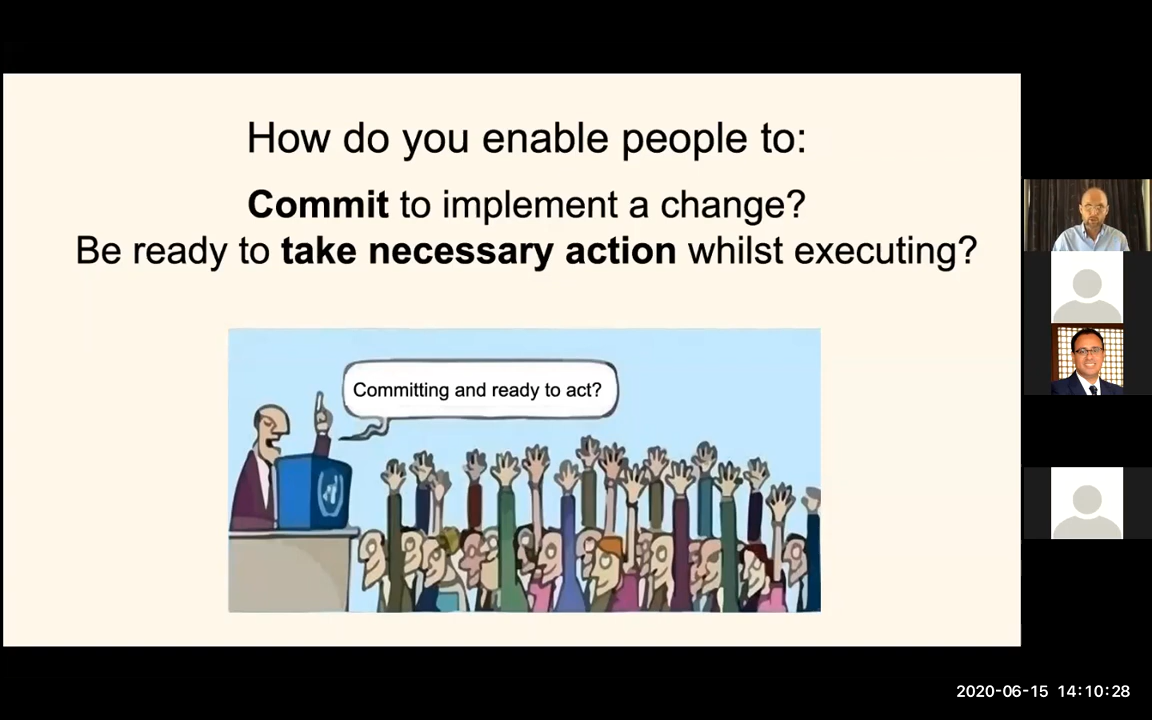 How do you enable people to:
Commit to implement a change?
Be ready to take necessary action whilst executing?
Committing and ready to act?
2020-06-15 14:10:28